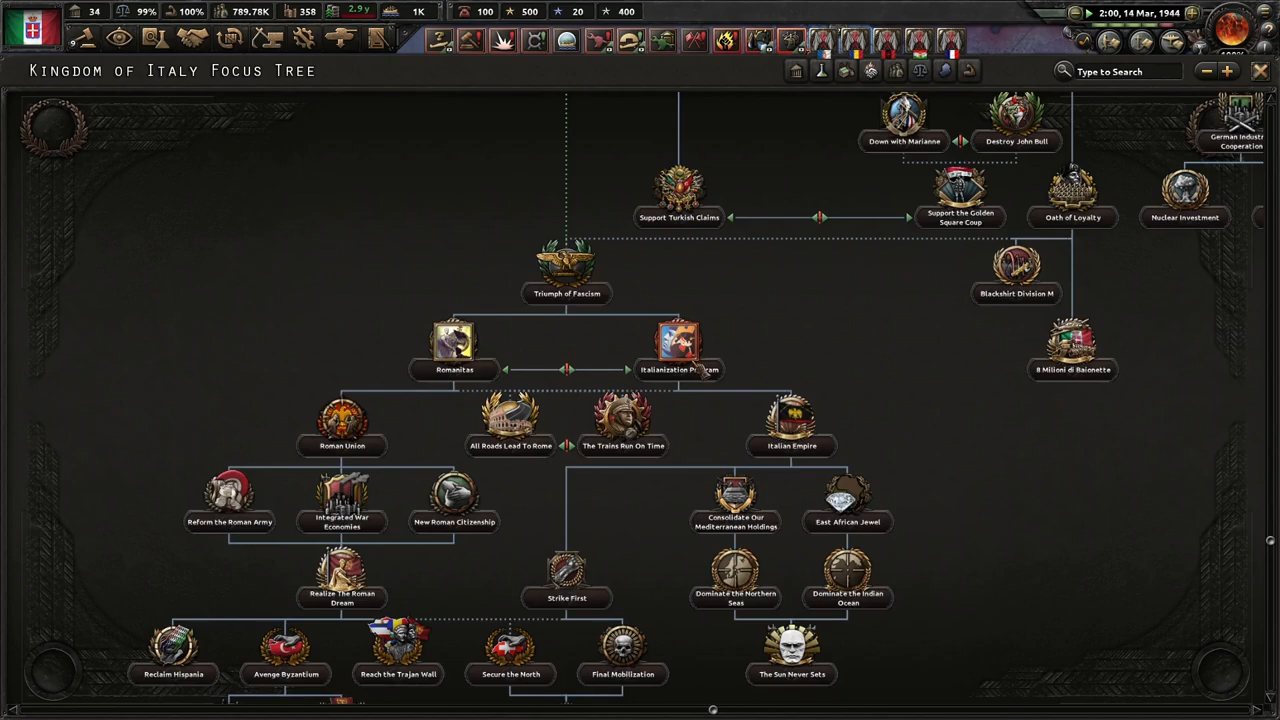 34 99% 100% 789.78K 358 2.9 y 1K 100 500 20 400 2:00, 14 Mar, 1944
9
100%
Kingdom of Italy Focus Tree
Type to Search
Down with Marianne
Destroy John Bull
German Industr
Cooperation
Support Turkish Claims
Support the Golden
Square Coup
Oath of Loyalty
Nuclear Investment
Triumph of Fascism
Blackshirt Division M
Romanitas
Italianization Program
8 Milioni di Baionette
Roman Union
All Roads Lead To Rome
The Trains Run On Time
Italian Empire
Reform the Roman Army
Integrated War
Economies
New Roman Citizenship
Consolidate Our
Mediterranean Holdings
East African Jewel
Realize The Roman
Dream
Strike First
Dominate the Northern
Seas
Dominate the Indian
Ocean
Reclaim Hispania
Avenge Byzantium
Reach the Trajan Wall
Secure the North
Final Mobilization
The Sun Never Sets